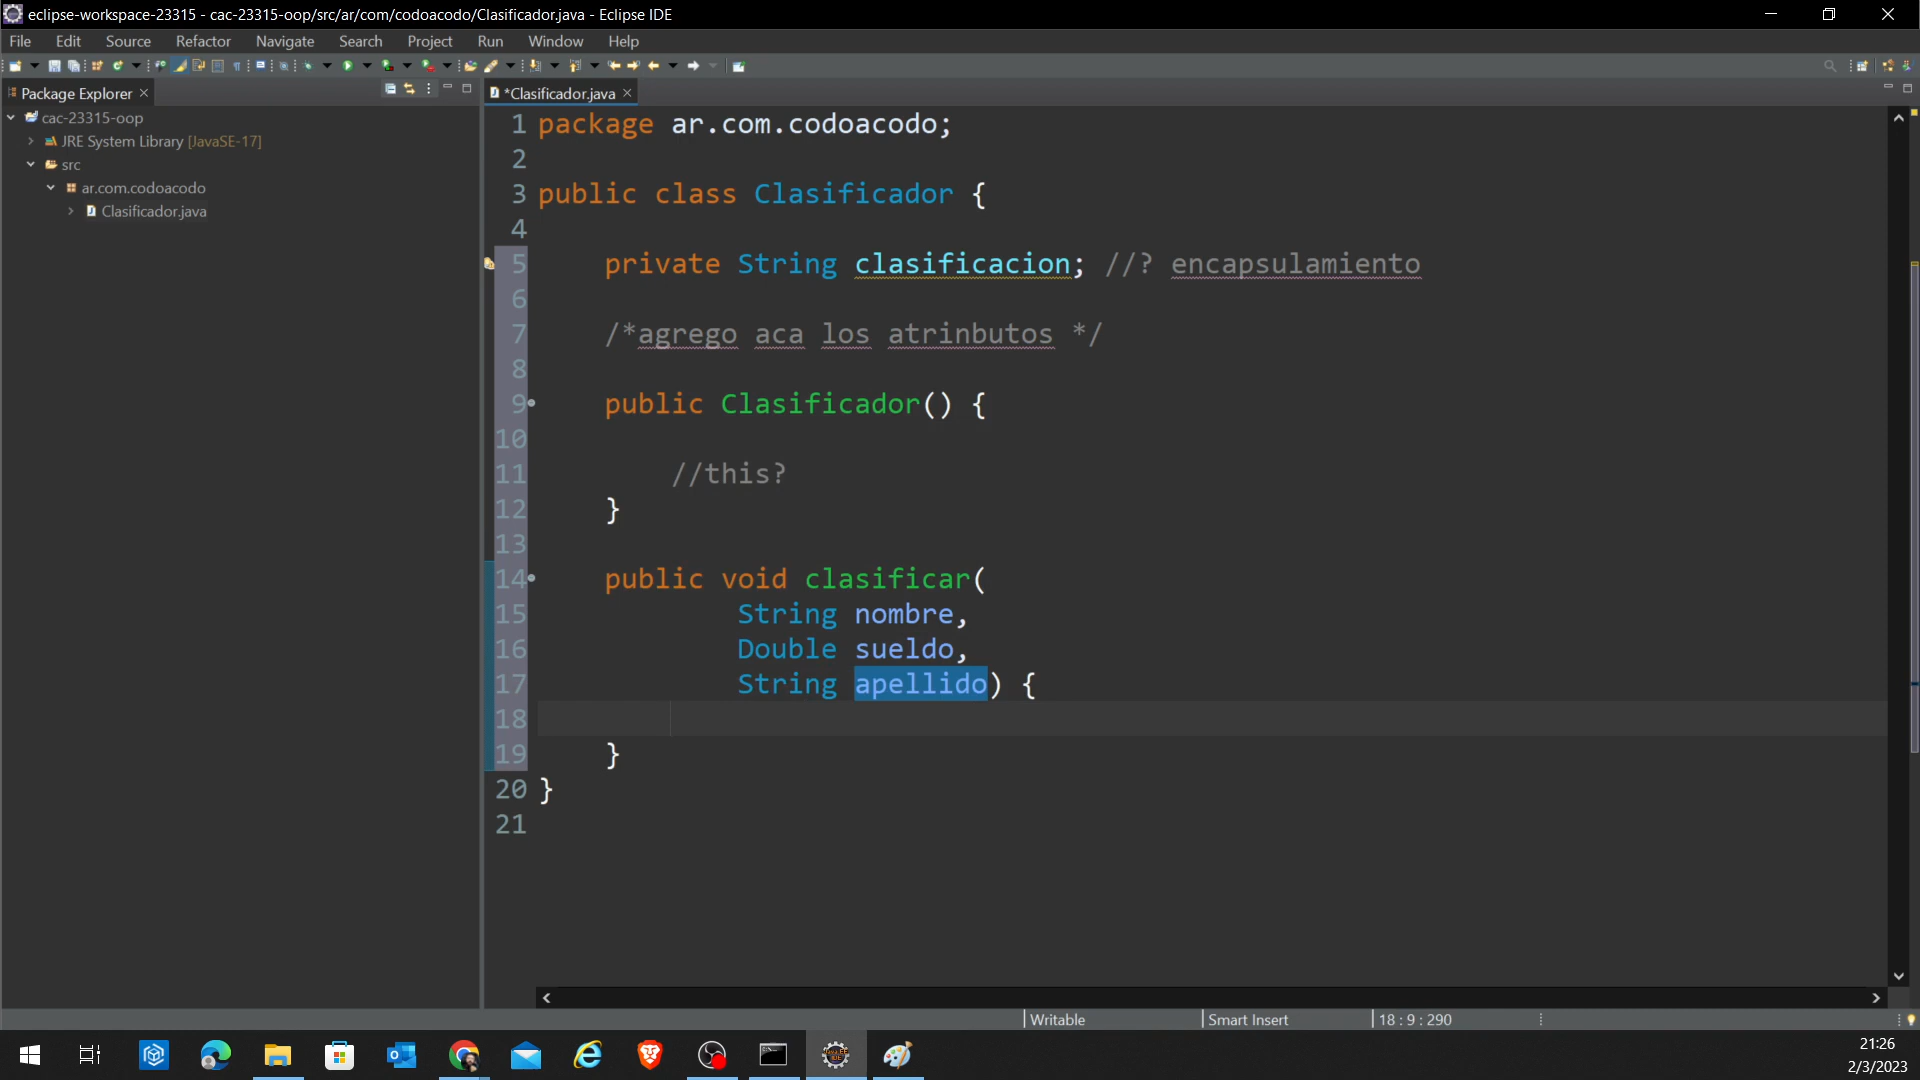 eclipse-workspace-23315 - cac-23315-oop/src/ar/com/codoacodo/Clasificador.java - Eclipse IDE
File Edit Source Refactor Navigate Search Project Run Window Help
Package Explorer
*Clasificador.java
cac-23315-oop
JRE System Library [JavaSE-17]
src
ar.com.codoacodo
Clasificador.java
1 package ar.com.codoacodo;
2
3 public class Clasificador {
4
5 private String clasificacion; //? encapsulamiento
6
7 /*agrego aca los atrinbutos */
8
9 public Clasificador() {
10
11 //this?
12 }
13
14 public void clasificar(
15 String nombre,
16 Double sueldo,
17 String apellido) {
18
19 }
20 }
21
Writable Smart Insert 18 : 9 : 290
21:26
2/3/2023